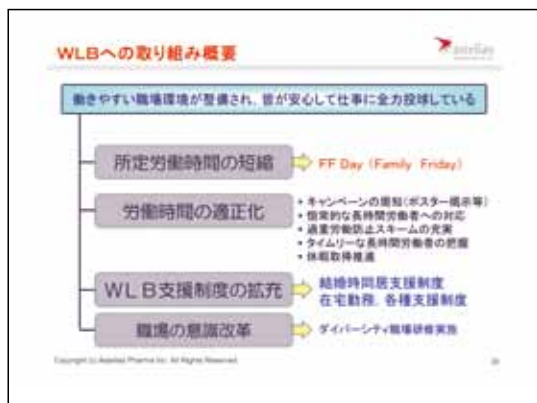 WLBへの取り組み概要
astellas
働きやすい職場環境が整備され、皆が安心して仕事に全力投球している
所定労働時間の短縮
FF Day（Family Friday）
労働時間の適正化
• キャンペーンの周知（ポスター掲示等）
• 恒常的な長時間労働者への対応
• 過重労働防止スキームの充実
• タイムリーな長時間労働者の把握
• 休暇取得推進
WLB支援制度の拡充
結婚時同居支援制度
在宅勤務、各種支援制度
職場の意識改革
ダイバーシティ職場研修実施
Copyright (c) Astellas Pharma Inc. All Rights Reserved.